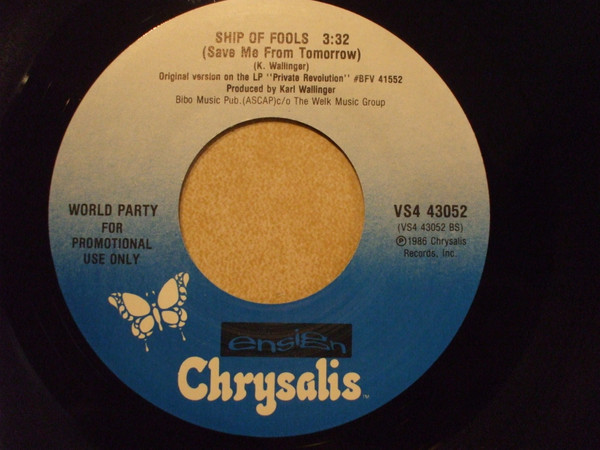 SHIP OF FOOLS 3:32
(Save Me From Tomorrow)
(K. Wallinger)
Original version on the LP "Private Revolution" #BFV 41552
Produced by Karl Wallinger
Bibo Music Pub.(ASCAP)c/o The Welk Music Group
WORLD PARTY
FOR
PROMOTIONAL
USE ONLY
VS4 43052
(VS4 43052 BS)
℗1986 Chrysalis
Records, Inc.
ensign
Chrysalis
TM